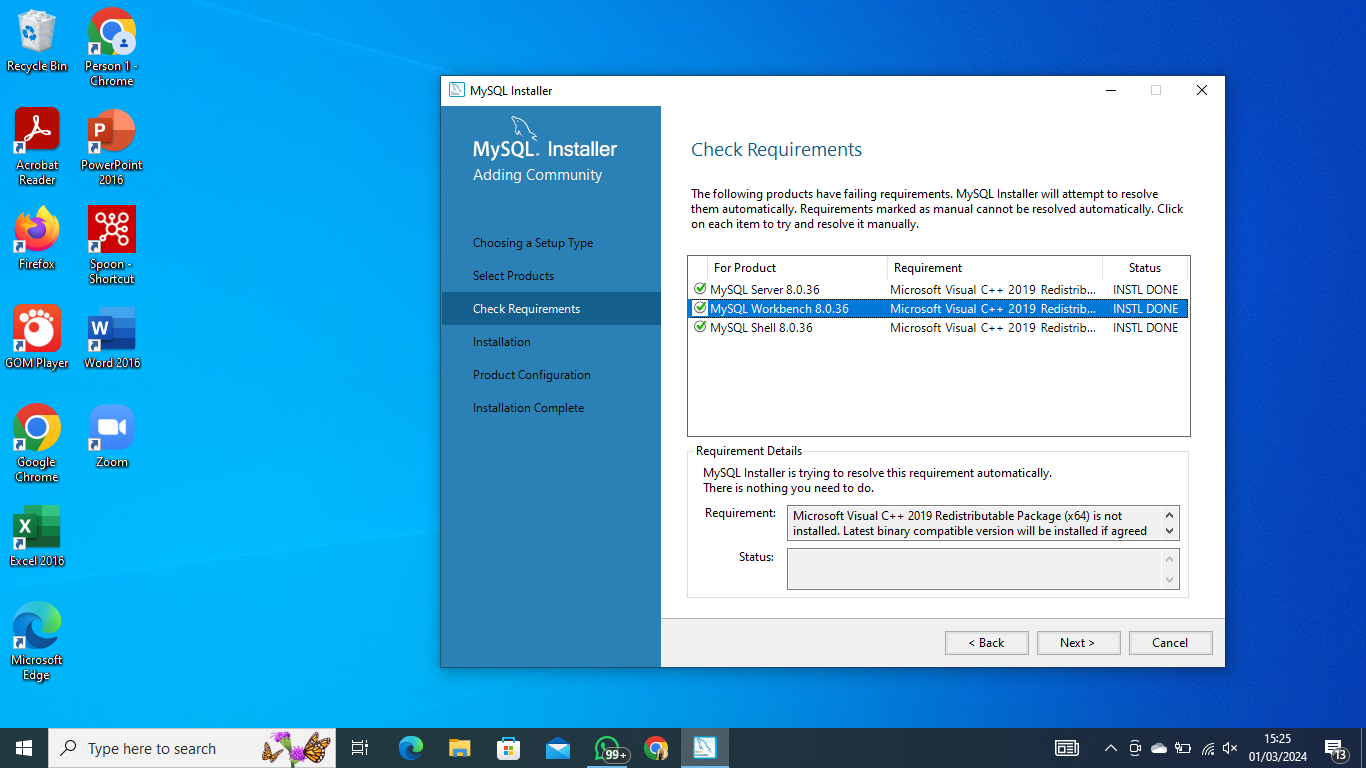 Recycle Bin
Person 1 -
Chrome
Acrobat
Reader
PowerPoint
2016
Firefox
Spoon -
Shortcut
GOM Player
W
Word 2016
Google
Chrome
Zoom
X
Excel 2016
Microsoft
Edge
P
MySQL Installer
MySQL. Installer
Adding Community
Choosing a Setup Type
Select Products
Check Requirements
Installation
Product Configuration
Installation Complete
Check Requirements
The following products have failing requirements. MySQL Installer will attempt to resolve
them automatically. Requirements marked as manual cannot be resolved automatically. Click
on each item to try and resolve it manually.
For Product Requirement Status
MySQL Server 8.0.36 Microsoft Visual C++ 2019 Redistrib... INSTL DONE
MySQL Workbench 8.0.36 Microsoft Visual C++ 2019 Redistrib... INSTL DONE
MySQL Shell 8.0.36 Microsoft Visual C++ 2019 Redistrib... INSTL DONE
Requirement Details
MySQL Installer is trying to resolve this requirement automatically.
There is nothing you need to do.
Requirement: Microsoft Visual C++ 2019 Redistributable Package (x64) is not
installed. Latest binary compatible version will be installed if agreed
Status:
< Back Next > Cancel
Type here to search
99+
15:25
01/03/2024
13